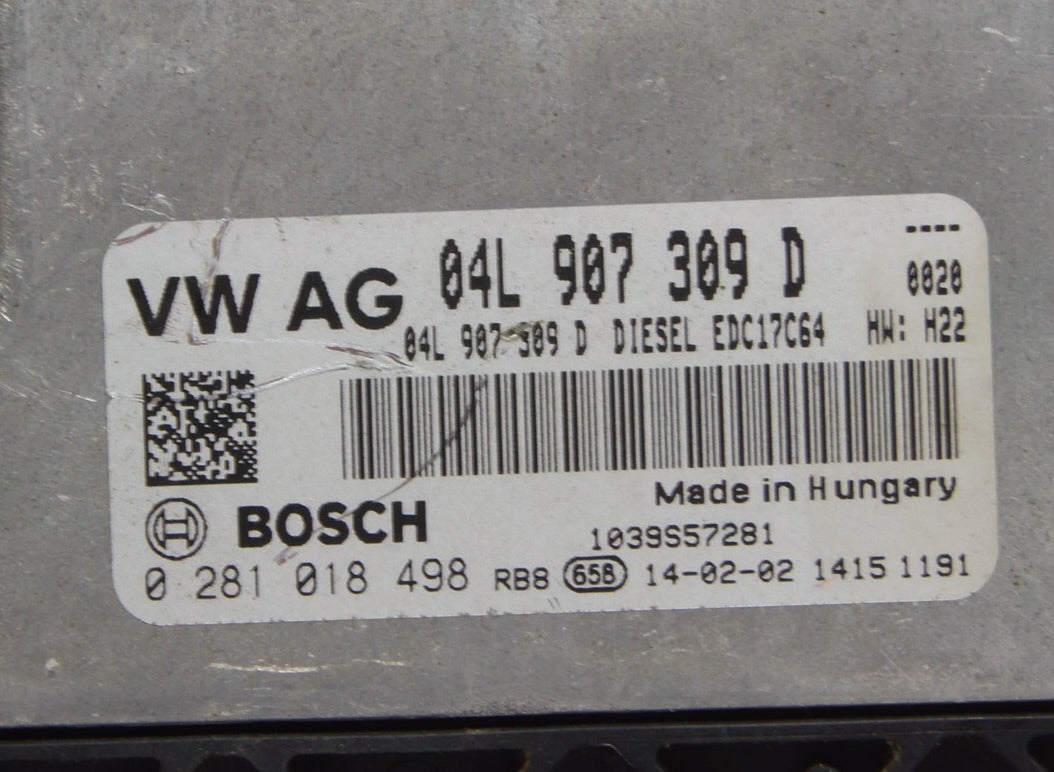 VW AG 04L 907 309 D ----
0020
04L 907 309 D DIESEL EDC17C64 HW: H22
Made in Hungary
BOSCH 1039S57281
0 281 018 498 RB8 658 14-02-02 1415 1191